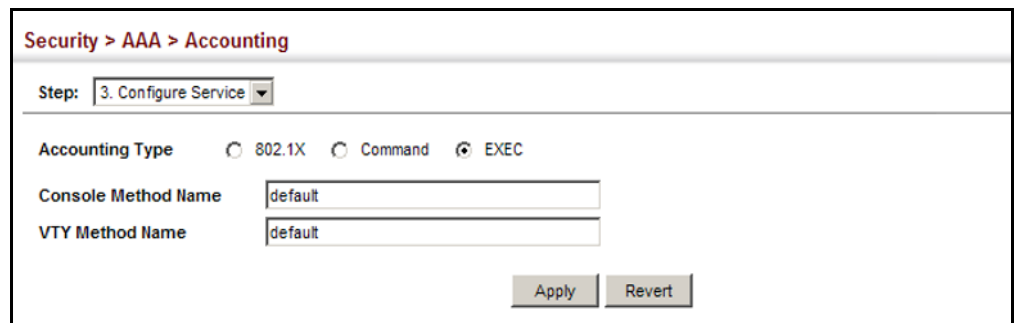 Security > AAA > Accounting
Step: 3. Configure Service
Accounting Type 802.1X Command EXEC
Console Method Name default
VTY Method Name default
Apply Revert